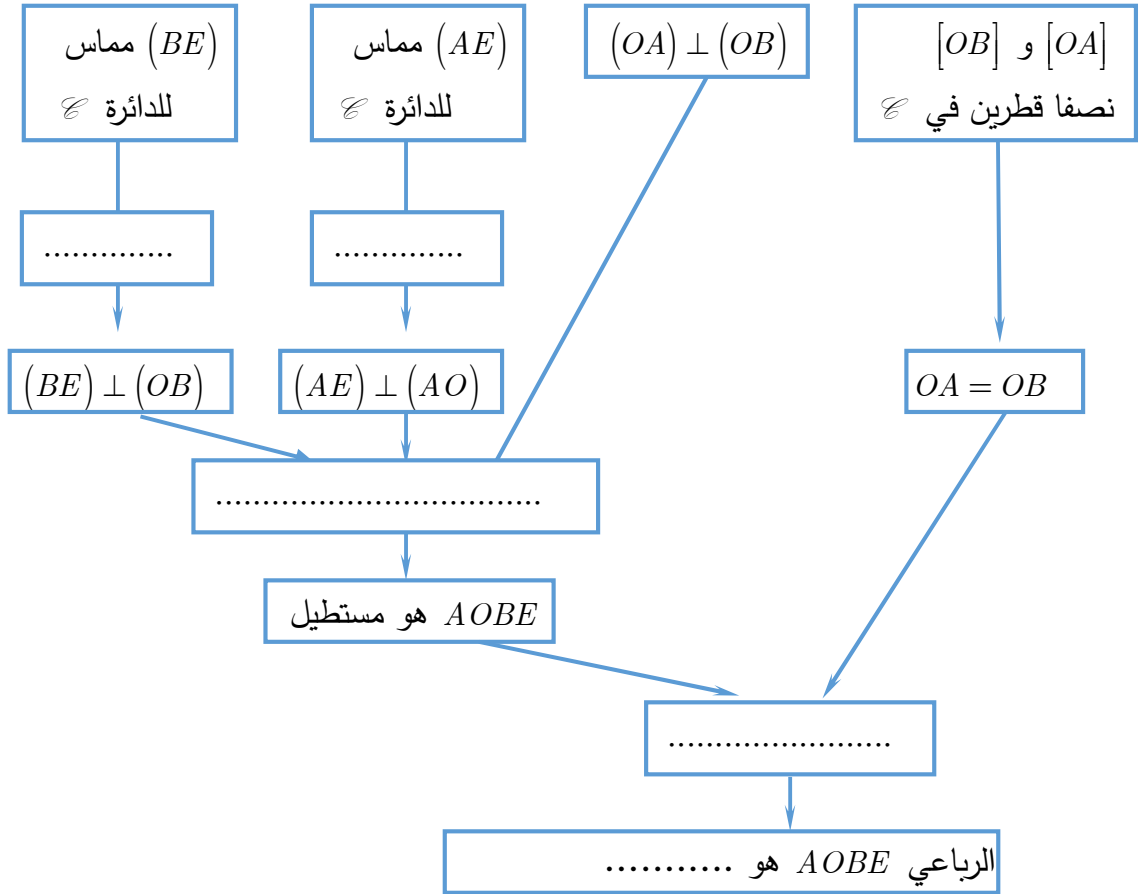 [OA] و [OB]
نصفا قطرين في 𝒞
(OA) ⊥ (OB)
(AE) مماس
للدائرة 𝒞
(BE) مماس
للدائرة 𝒞
..............
..............
OA = OB
(AE) ⊥ (AO)
(BE) ⊥ (OB)
...................................
AOBE هو مستطيل
........................
الرباعي AOBE هو ...........